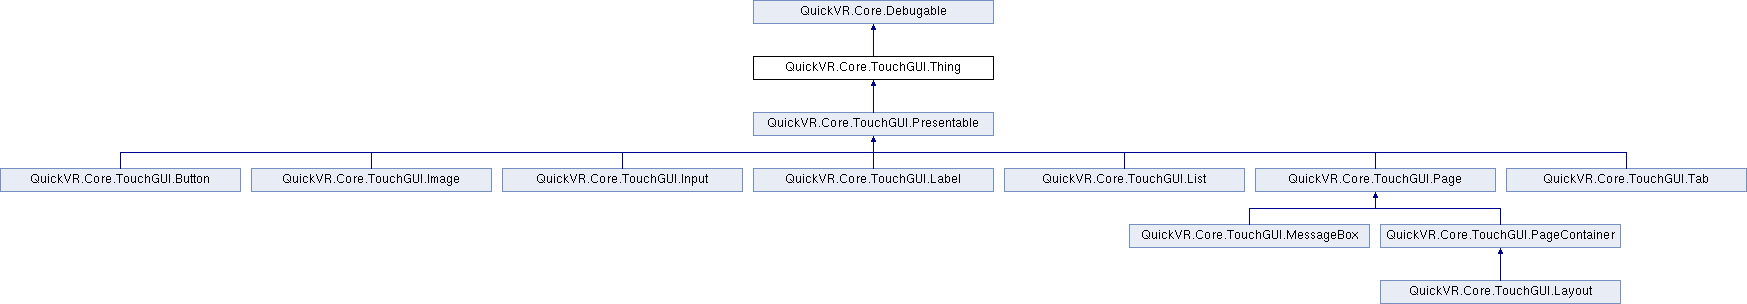 QuickVR.Core.Debugable
QuickVR.Core.TouchGUI.Thing
QuickVR.Core.TouchGUI.Presentable
QuickVR.Core.TouchGUI.Button
QuickVR.Core.TouchGUI.Image
QuickVR.Core.TouchGUI.Input
QuickVR.Core.TouchGUI.Label
QuickVR.Core.TouchGUI.List
QuickVR.Core.TouchGUI.Page
QuickVR.Core.TouchGUI.Tab
QuickVR.Core.TouchGUI.MessageBox
QuickVR.Core.TouchGUI.PageContainer
QuickVR.Core.TouchGUI.Layout